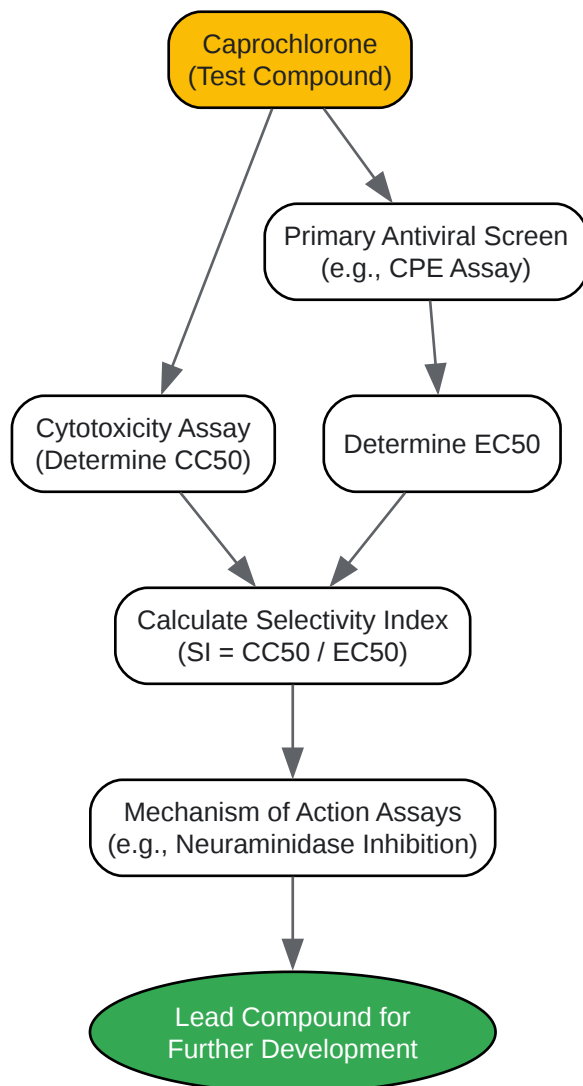 Caprochlorone
(Test Compound)
Primary Antiviral Screen
(e.g., CPE Assay)
Cytotoxicity Assay
(Determine CC50)
Determine EC50
Calculate Selectivity Index
(SI = CC50 / EC50)
Mechanism of Action Assays
(e.g., Neuraminidase Inhibition)
Lead Compound for
Further Development